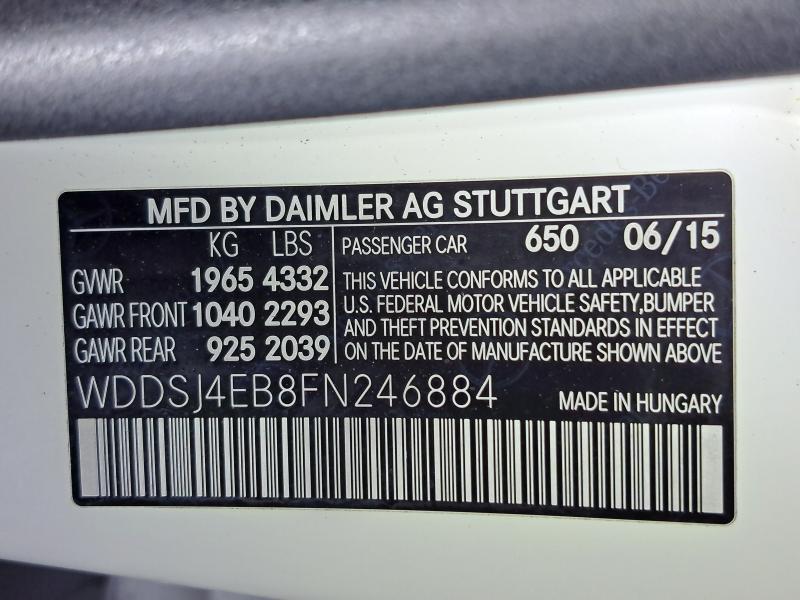 MFD BY DAIMLER AG STUTTGART
KG LBS
GVWR 1965 4332
GAWR FRONT 1040 2293
GAWR REAR 925 2039
PASSENGER CAR 650 06/15
THIS VEHICLE CONFORMS TO ALL APPLICABLE
U.S. FEDERAL MOTOR VEHICLE SAFETY,BUMPER
AND THEFT PREVENTION STANDARDS IN EFFECT
ON THE DATE OF MANUFACTURE SHOWN ABOVE
WDDSJ4EB8FN246884
MADE IN HUNGARY